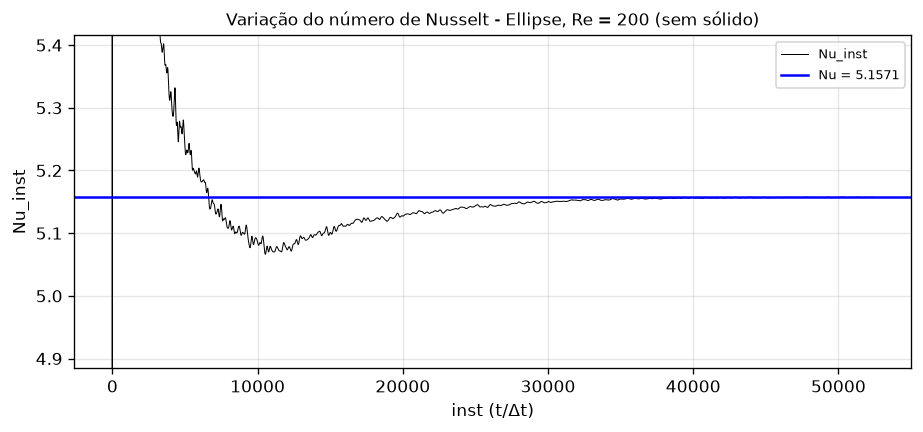 Variação do número de Nusselt - Ellipse, Re = 200 (sem sólido)
Nu_inst
Nu = 5.1571
Nu_inst
5.4
5.3
5.2
5.1
5.0
4.9
0 10000 20000 30000 40000 50000
inst (t/Δt)